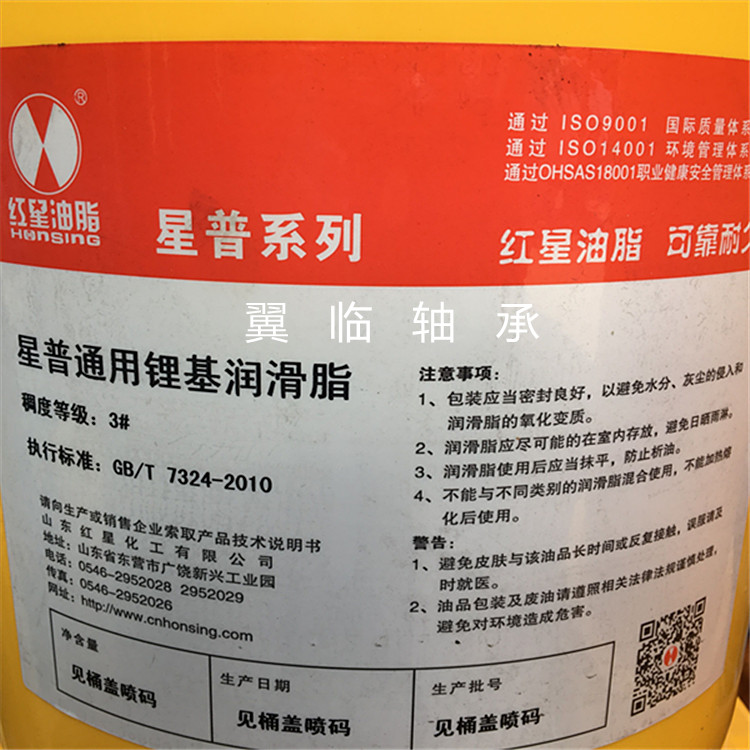 ®
红星油脂
HONSING
星普系列
通过 ISO9001 国际质量体系
通过 ISO14001 环境管理体系
通过OHSAS18001职业健康安全管理体系
红星油脂 可靠耐久
翼临轴承
星普通用锂基润滑脂
稠度等级：3#
执行标准：GB/T 7324-2010
请向生产或销售企业索取产品技术说明书
山东红星化工有限公司
地址：山东省东营市广饶新兴工业园
电话：0546-2952028 2952029
传真：0546-2952026
网址：http://www.cnhonsing.com
注意事项：
1、包装应当密封良好，以避免水分、灰尘的侵入和
润滑脂的氧化变质。
2、润滑脂应尽可能的在室内存放，避免日晒雨淋。
3、润滑脂使用后应当抹平，防止析油。
4、不能与不同类别的润滑脂混合使用，不能加热熔
化后使用。
警告：
1、避免皮肤与该油品长时间或反复接触，误服请及
时就医。
2、油品包装及废油请遵照相关法律法规谨慎处理，
避免对环境造成危害。
净含量
见桶盖喷码
生产日期
见桶盖喷码
生产批号
见桶盖喷码